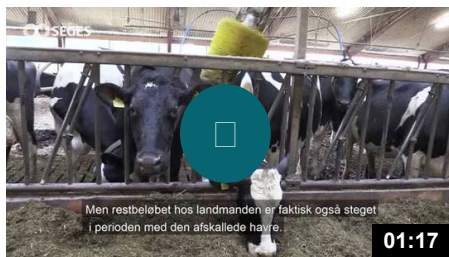 SEGES
Men restbeløbet hos landmanden er faktisk også steget
i perioden med den afskallede havre.
01:17